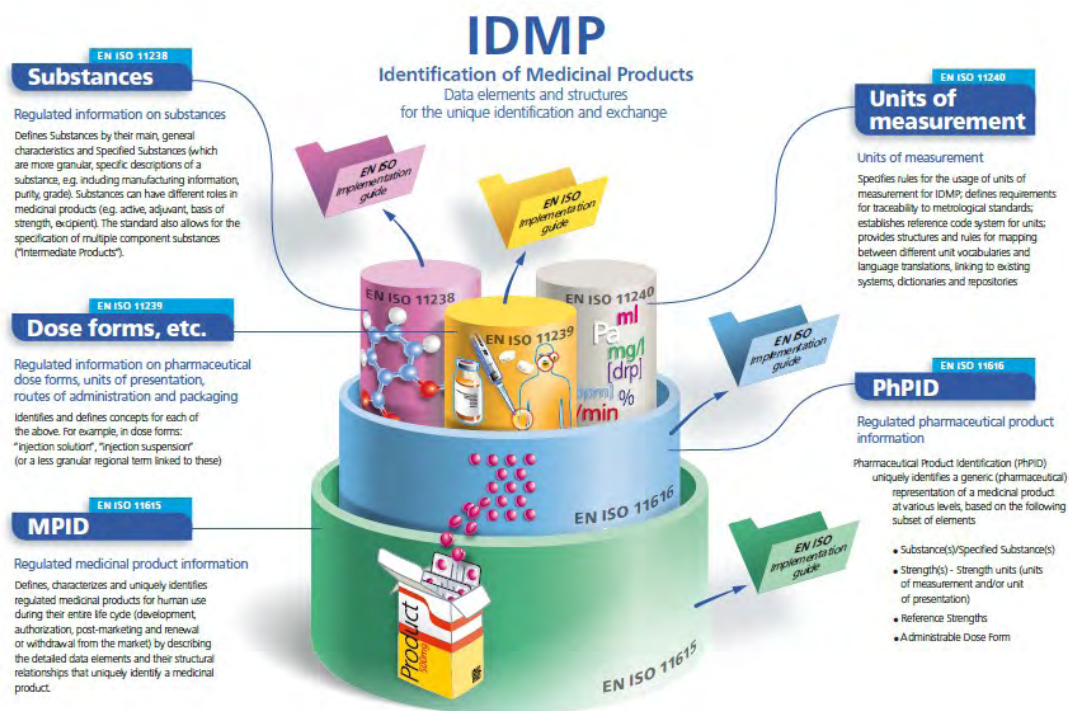 IDMP
Identification of Medicinal Products
Data elements and structures
for the unique identification and exchange
EN ISO 11238
Substances
Regulated information on substances
Defines Substances by their main, general
characteristics and Specified Substances (which
are more granular, specific descriptions of a
substance, e.g. including manufacturing information,
purity, grade). Substances can have different roles in
medicinal products (e.g. active, adjuvant, basis of
strength, excipient). The standard also allows for the
specification of multiple component substances
("Intermediate Products").
EN ISO 11239
Dose forms, etc.
Regulated information on pharmaceutical
dose forms, units of presentation,
routes of administration and packaging
Identifies and defines concepts for each of
the above. For example, in dose forms:
"injection solution", "injection suspension"
(or a less granular regional term linked to these)
EN ISO 11615
MPID
Regulated medicinal product information
Defines, characterizes and uniquely identifies
regulated medicinal products for human use
during their entire life cycle (development,
authorization, post-marketing and renewal
or withdrawal from the market) by describing
the detailed data elements and their structural
relationships that uniquely identify a medicinal
product.
EN ISO
Implementation
guide
EN ISO
Implementation
guide
EN ISO 11238
EN ISO 11239
EN ISO 11240
ml
Pa
mg/l
[drp]
[ppm]
%
/min
EN ISO
Implementation
guide
EN ISO 11616
EN ISO
Implementation
guide
Product
500mg
EN ISO 11615
EN ISO 11240
Units of
measurement
Units of measurement
Specifies rules for the usage of units of
measurement for IDMP; defines requirements
for traceability to metrological standards;
establishes reference code system for units;
provides structures and rules for mapping
between different unit vocabularies and
language translations, linking to existing
systems, dictionaries and repositories
EN ISO 11616
PhPID
Regulated pharmaceutical product
information
Pharmaceutical Product Identification (PhPID)
uniquely identifies a generic (pharmaceutical)
representation of a medicinal product
at various levels, based on the following
subset of elements
• Substance(s)/Specified Substance(s)
• Strength(s) - Strength units (units
of measurement and/or unit
of presentation)
• Reference Strengths
• Administrable Dose Form